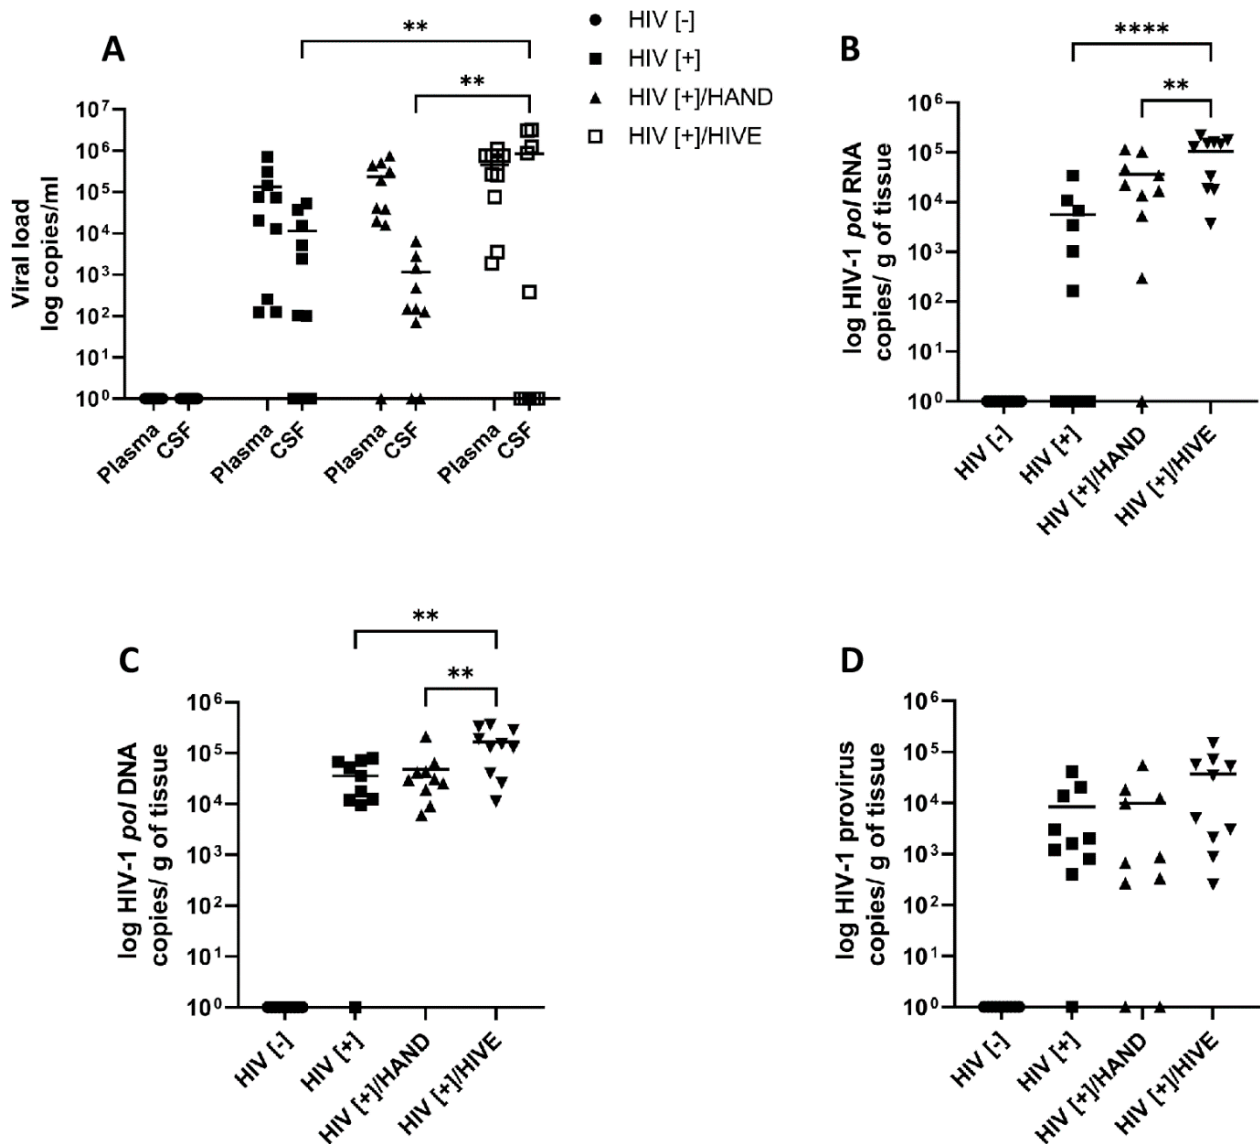 A
**
**
HIV [-]
HIV [+]
HIV [+]/HAND
HIV [+]/HIVE
Viral load
log copies/ml
10⁷
10⁶
10⁵
10⁴
10³
10²
10¹
10⁰
Plasma
CSF
Plasma
CSF
Plasma
CSF
Plasma
CSF
B
****
**
log HIV-1 pol RNA
copies/ g of tissue
10⁶
10⁵
10⁴
10³
10²
10¹
10⁰
HIV [-]
HIV [+]
HIV [+]/HAND
HIV [+]/HIVE
C
**
**
log HIV-1 pol DNA
copies/ g of tissue
10⁶
10⁵
10⁴
10³
10²
10¹
10⁰
HIV [-]
HIV [+]
HIV [+]/HAND
HIV [+]/HIVE
D
log HIV-1 provirus
copies/ g of tissue
10⁶
10⁵
10⁴
10³
10²
10¹
10⁰
HIV [-]
HIV [+]
HIV [+]/HAND
HIV [+]/HIVE